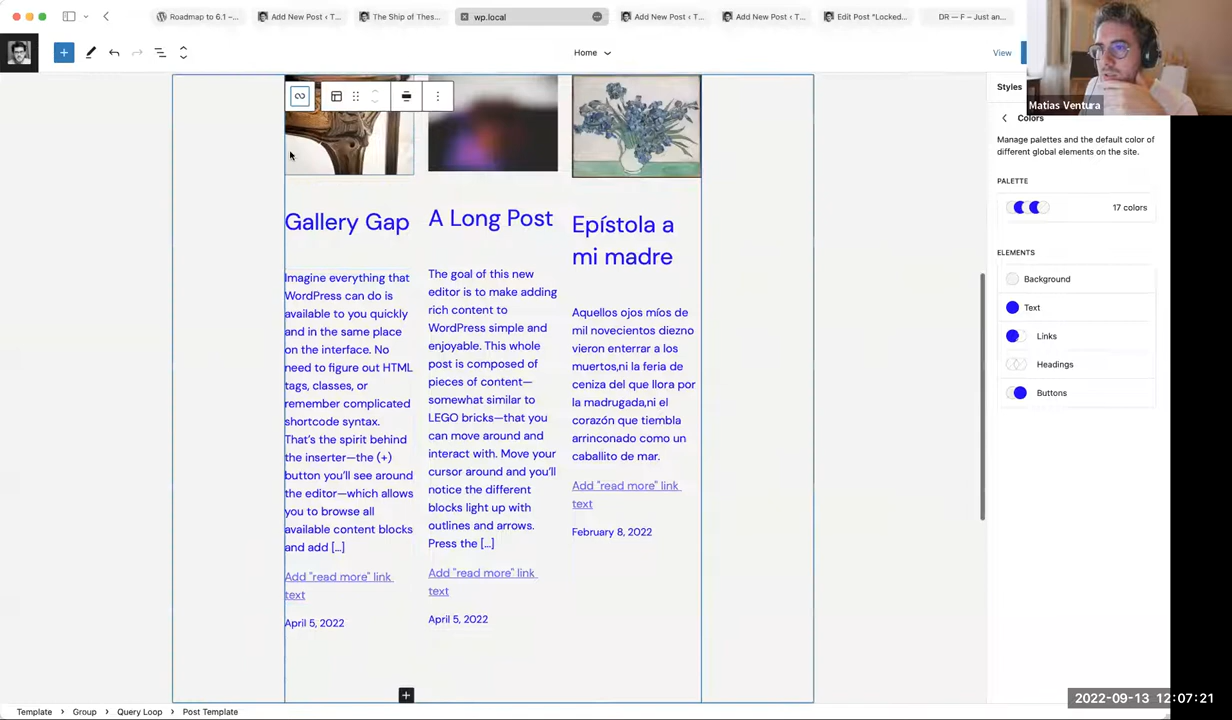 Roadmap to 6.1 –...
Add New Post ‹ T...
The Ship of Thes...
wp.local
Add New Post ‹ T...
Add New Post ‹ T...
Edit Post "Locked...
DR — F – Just an...
Home
View
Styles
Matias Ventura
Colors
Manage palettes and the default color of
different global elements on the site.
PALETTE
17 colors
ELEMENTS
Background
Text
Links
Headings
Buttons
Gallery Gap
Imagine everything that
WordPress can do is
available to you quickly
and in the same place
on the interface. No
need to figure out HTML
tags, classes, or
remember complicated
shortcode syntax.
That's the spirit behind
the inserter—the (+)
button you'll see around
the editor—which allows
you to browse all
available content blocks
and add [...]
Add "read more" link
text
April 5, 2022
A Long Post
The goal of this new
editor is to make adding
rich content to
WordPress simple and
enjoyable. This whole
post is composed of
pieces of content—
somewhat similar to
LEGO bricks—that you
can move around and
interact with. Move your
cursor around and you'll
notice the different
blocks light up with
outlines and arrows.
Press the [...]
Add "read more" link
text
April 5, 2022
Epístola a
mi madre
Aquellos ojos míos de
mil novecientos diezno
vieron enterrar a los
muertos,ni la feria de
ceniza del que llora por
la madrugada,ni el
corazón que tiembla
arrinconado como un
caballito de mar.
Add "read more" link
text
February 8, 2022
2022-09-13 12:07:21
Template > Group > Query Loop > Post Template